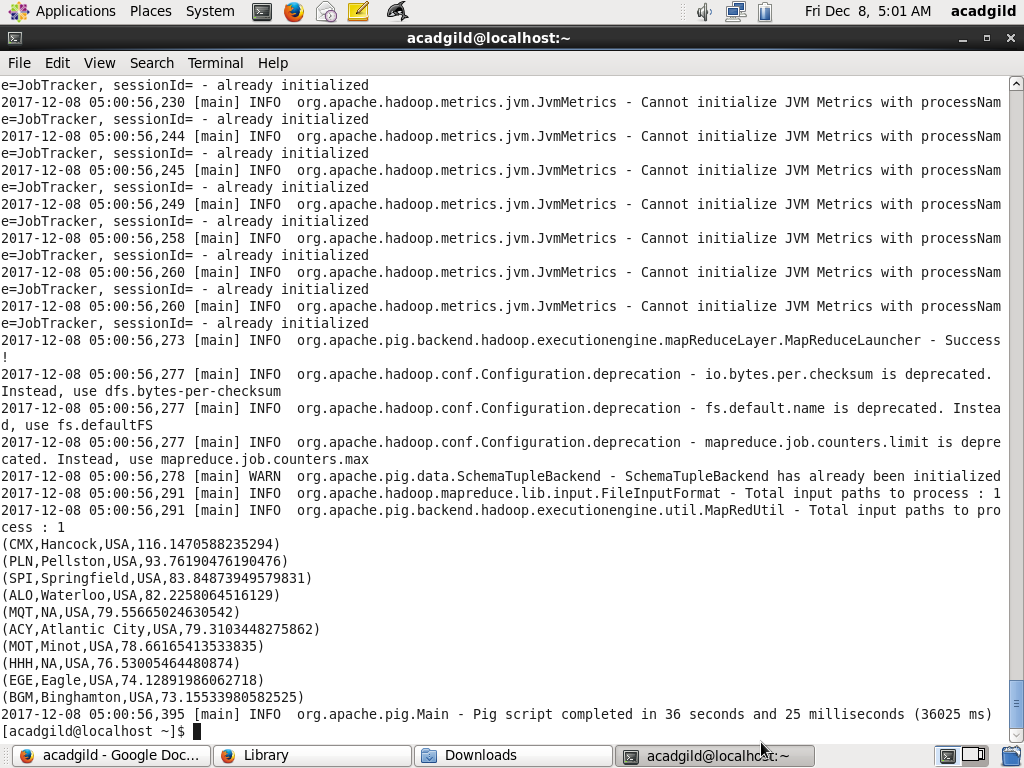 Applications Places System Fri Dec 8, 5:01 AM acadgild
acadgild@localhost:~
File Edit View Search Terminal Help
e=JobTracker, sessionId= - already initialized
2017-12-08 05:00:56,230 [main] INFO  org.apache.hadoop.metrics.jvm.JvmMetrics - Cannot initialize JVM Metrics with processNam
e=JobTracker, sessionId= - already initialized
2017-12-08 05:00:56,244 [main] INFO  org.apache.hadoop.metrics.jvm.JvmMetrics - Cannot initialize JVM Metrics with processNam
e=JobTracker, sessionId= - already initialized
2017-12-08 05:00:56,245 [main] INFO  org.apache.hadoop.metrics.jvm.JvmMetrics - Cannot initialize JVM Metrics with processNam
e=JobTracker, sessionId= - already initialized
2017-12-08 05:00:56,249 [main] INFO  org.apache.hadoop.metrics.jvm.JvmMetrics - Cannot initialize JVM Metrics with processNam
e=JobTracker, sessionId= - already initialized
2017-12-08 05:00:56,258 [main] INFO  org.apache.hadoop.metrics.jvm.JvmMetrics - Cannot initialize JVM Metrics with processNam
e=JobTracker, sessionId= - already initialized
2017-12-08 05:00:56,260 [main] INFO  org.apache.hadoop.metrics.jvm.JvmMetrics - Cannot initialize JVM Metrics with processNam
e=JobTracker, sessionId= - already initialized
2017-12-08 05:00:56,260 [main] INFO  org.apache.hadoop.metrics.jvm.JvmMetrics - Cannot initialize JVM Metrics with processNam
e=JobTracker, sessionId= - already initialized
2017-12-08 05:00:56,273 [main] INFO  org.apache.pig.backend.hadoop.executionengine.mapReduceLayer.MapReduceLauncher - Success
!
2017-12-08 05:00:56,277 [main] INFO  org.apache.hadoop.conf.Configuration.deprecation - io.bytes.per.checksum is deprecated.
Instead, use dfs.bytes-per-checksum
2017-12-08 05:00:56,277 [main] INFO  org.apache.hadoop.conf.Configuration.deprecation - fs.default.name is deprecated. Instea
d, use fs.defaultFS
2017-12-08 05:00:56,277 [main] INFO  org.apache.hadoop.conf.Configuration.deprecation - mapreduce.job.counters.limit is depre
cated. Instead, use mapreduce.job.counters.max
2017-12-08 05:00:56,278 [main] WARN  org.apache.pig.data.SchemaTupleBackend - SchemaTupleBackend has already been initialized
2017-12-08 05:00:56,291 [main] INFO  org.apache.hadoop.mapreduce.lib.input.FileInputFormat - Total input paths to process : 1
2017-12-08 05:00:56,291 [main] INFO  org.apache.pig.backend.hadoop.executionengine.util.MapRedUtil - Total input paths to pro
cess : 1
(CMX,Hancock,USA,116.1470588235294)
(PLN,Pellston,USA,93.76190476190476)
(SPI,Springfield,USA,83.84873949579831)
(ALO,Waterloo,USA,82.2258064516129)
(MQT,NA,USA,79.55665024630542)
(ACY,Atlantic City,USA,79.3103448275862)
(MOT,Minot,USA,78.66165413533835)
(HHH,NA,USA,76.53005464480874)
(EGE,Eagle,USA,74.12891986062718)
(BGM,Binghamton,USA,73.15533980582525)
2017-12-08 05:00:56,395 [main] INFO  org.apache.pig.Main - Pig script completed in 36 seconds and 25 milliseconds (36025 ms)
[acadgild@localhost ~]$
acadgild - Google Doc... Library Downloads acadgild@localhost:~